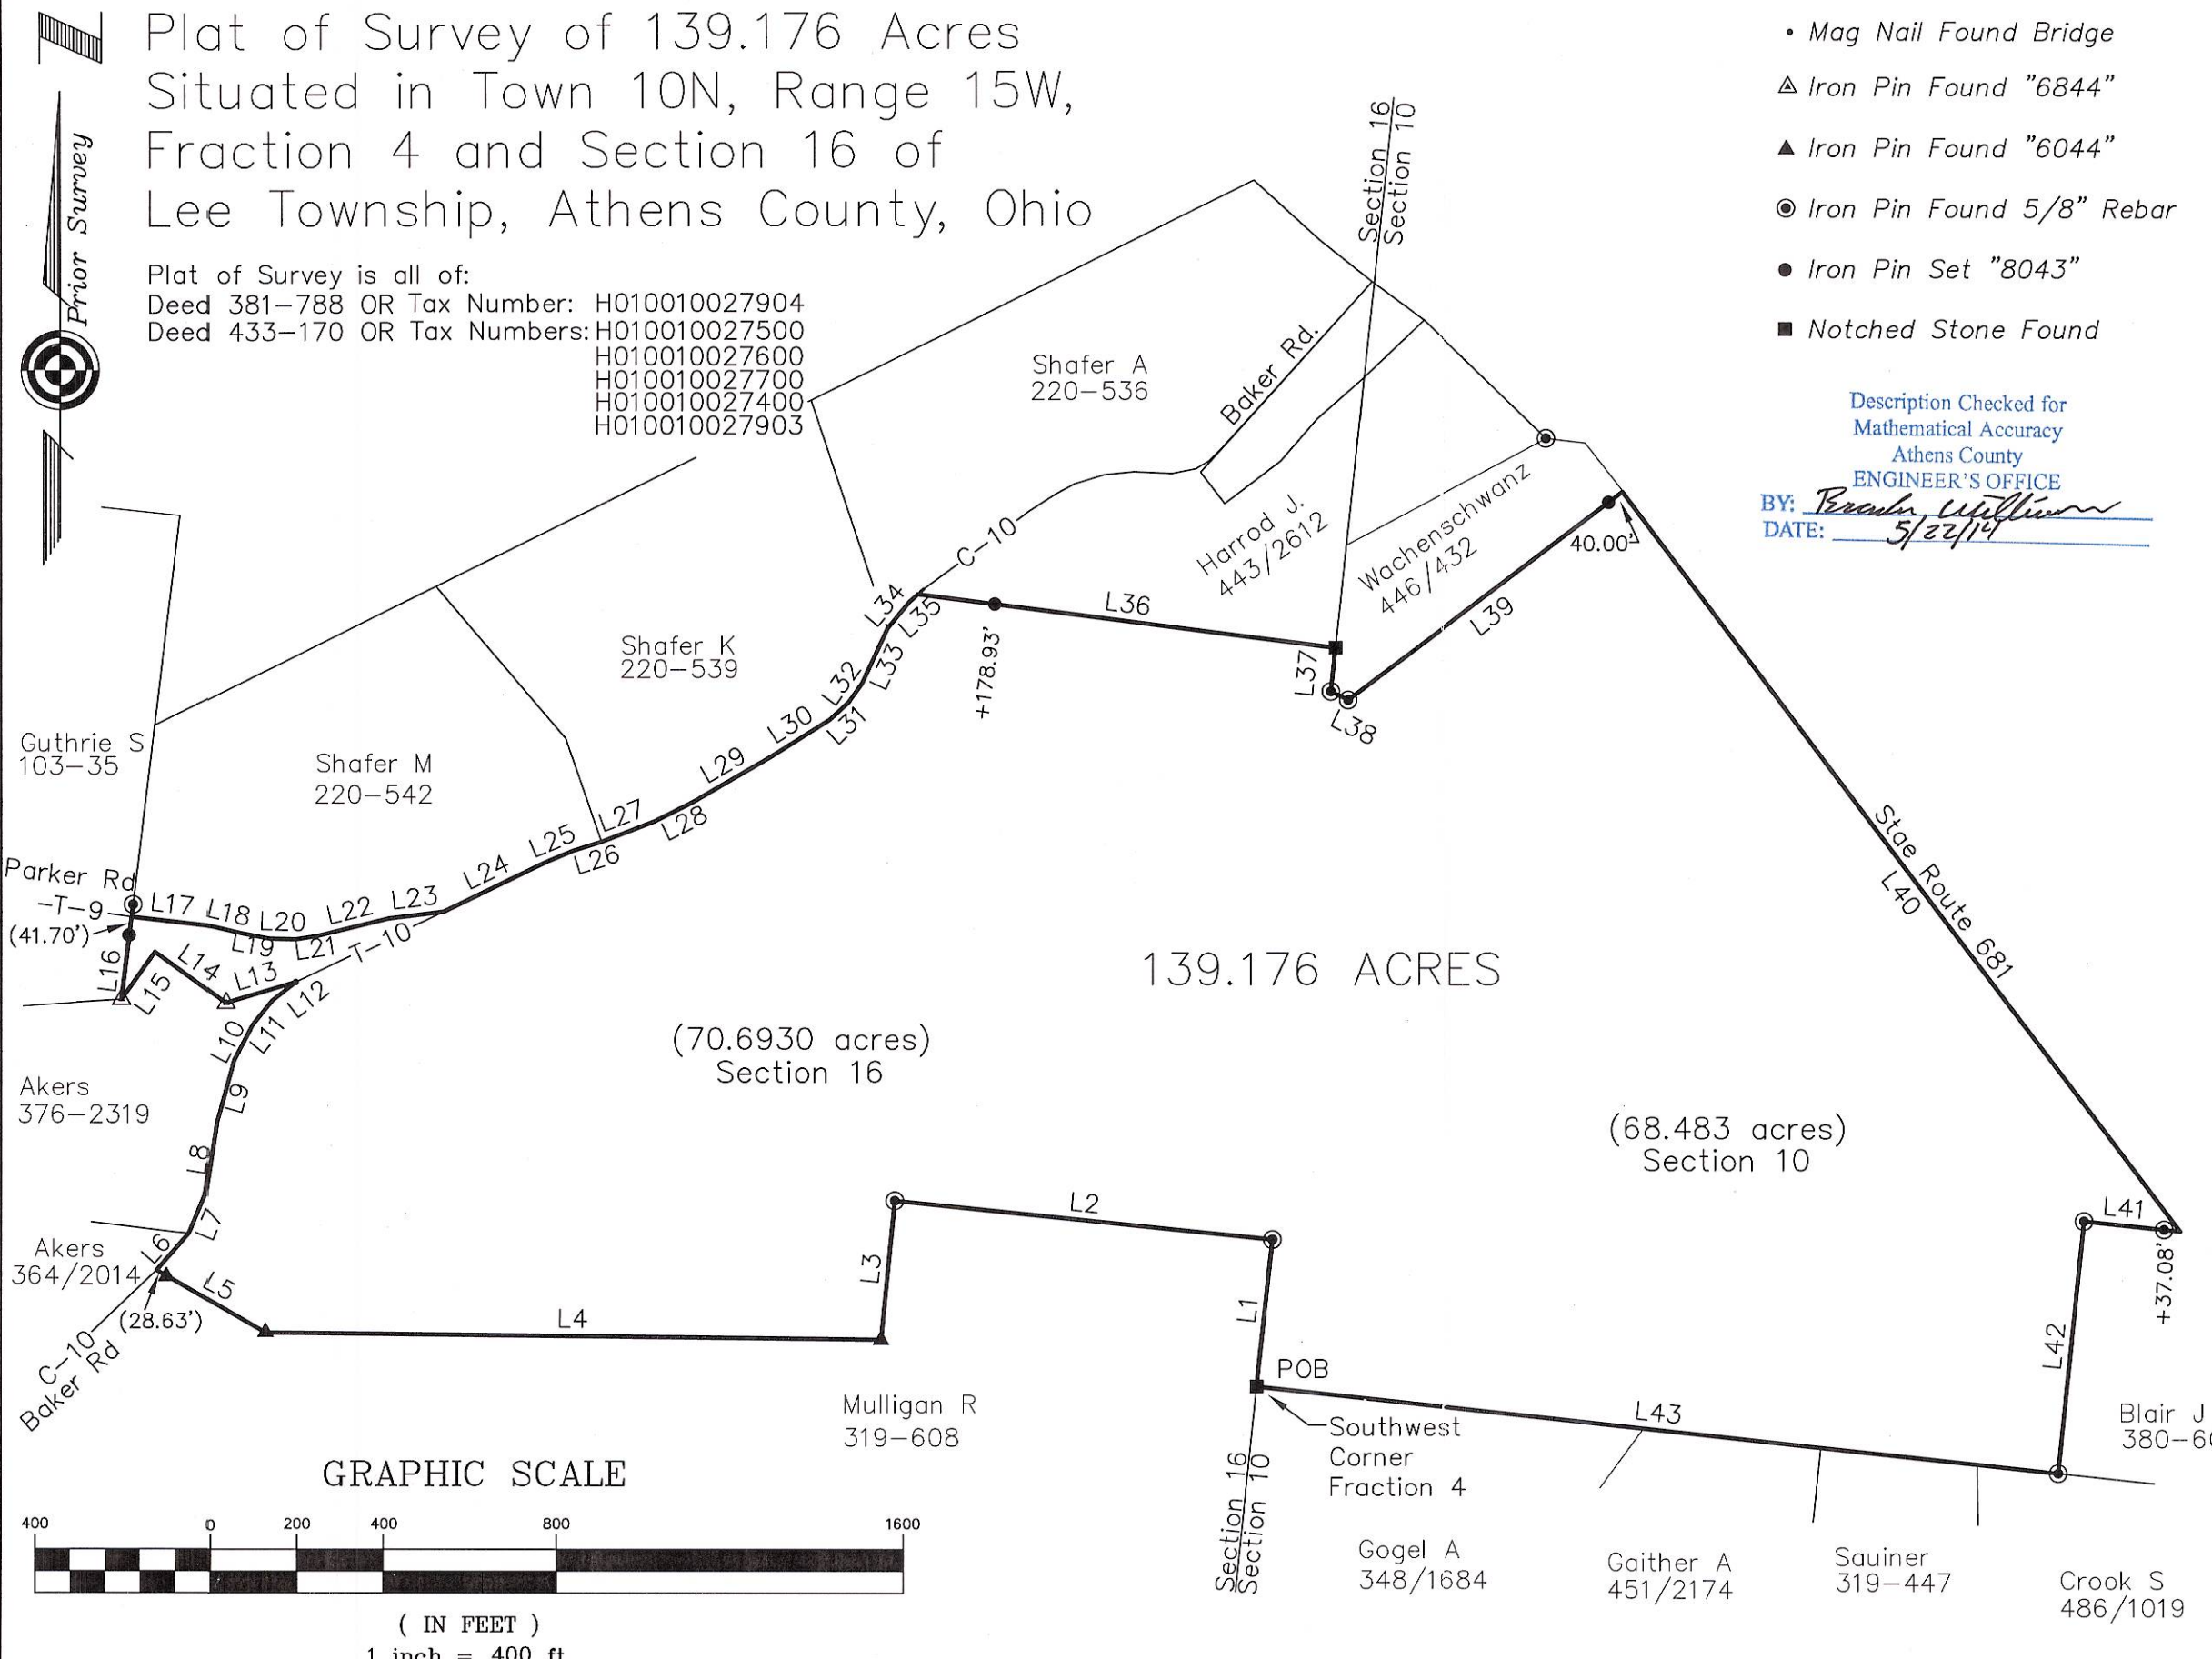 Plat of Survey of 139.176 Acres
Situated in Town 10N, Range 15W,
Fraction 4 and Section 16 of
Lee Township, Athens County, Ohio
Prior Survey
Plat of Survey is all of:
Deed 381-788 OR Tax Number: H010010027904
Deed 433-170 OR Tax Numbers: H010010027500
H010010027600
H010010027700
H010010027400
H010010027903
Mag Nail Found Bridge
Iron Pin Found "6844"
Iron Pin Found "6044"
Iron Pin Found 5/8" Rebar
Iron Pin Set "8043"
Notched Stone Found
Description Checked for
Mathematical Accuracy
Athens County
ENGINEER'S OFFICE
BY:
DATE: 5/22/14
Section 16
Section 10
Shafer A
220-536
Baker Rd.
C-10
Harrod J.
443/2612
Wachenschwanz
446/432
40.00'
L34
L35
L36
+178.93'
L37
L38
L39
Shafer K
220-539
L33
L32
L31
L30
L29
L28
L27
L26
L25
L24
Guthrie S
103-35
Shafer M
220-542
Parker Rd
-T-9
(41.70')
L17
L18
L19
L20
L21
L22
L23
T-10
L16
L15
L14
L13
L12
L11
L10
L9
L8
L7
L6
L5
Akers
376-2319
Akers
364/2014
(28.63')
C-10
Baker Rd
L4
L3
L2
L1
139.176 ACRES
(70.6930 acres)
Section 16
(68.483 acres)
Section 10
Stae Route 681
L40
L41
+37.08'
L42
L43
POB
Southwest
Corner
Fraction 4
Section 16
Section 10
Mulligan R
319-608
Blair J
Gogel A
348/1684
Gaither A
451/2174
Sauiner
319-447
Crook S
486/1019
GRAPHIC SCALE
400 0 200 400 800 1600
( IN FEET )
1 inch = 400 ft